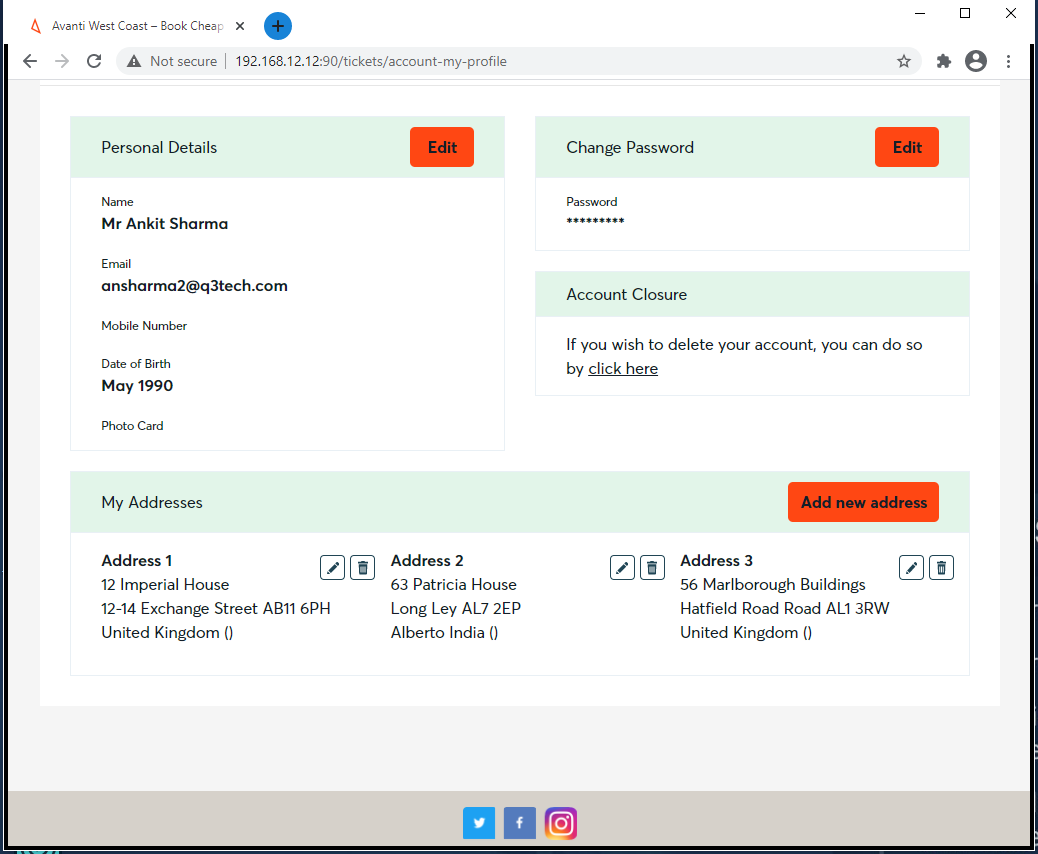 Avanti West Coast – Book Cheap
Not secure
192.168.12.12:90/tickets/account-my-profile
Personal Details
Edit
Name
Mr Ankit Sharma
Email
ansharma2@q3tech.com
Mobile Number
Date of Birth
May 1990
Photo Card
Change Password
Edit
Password
*********
Account Closure
If you wish to delete your account, you can do so
by click here
My Addresses
Add new address
Address 1
12 Imperial House
12-14 Exchange Street AB11 6PH
United Kingdom ()
Address 2
63 Patricia House
Long Ley AL7 2EP
Alberto India ()
Address 3
56 Marlborough Buildings
Hatfield Road Road AL1 3RW
United Kingdom ()